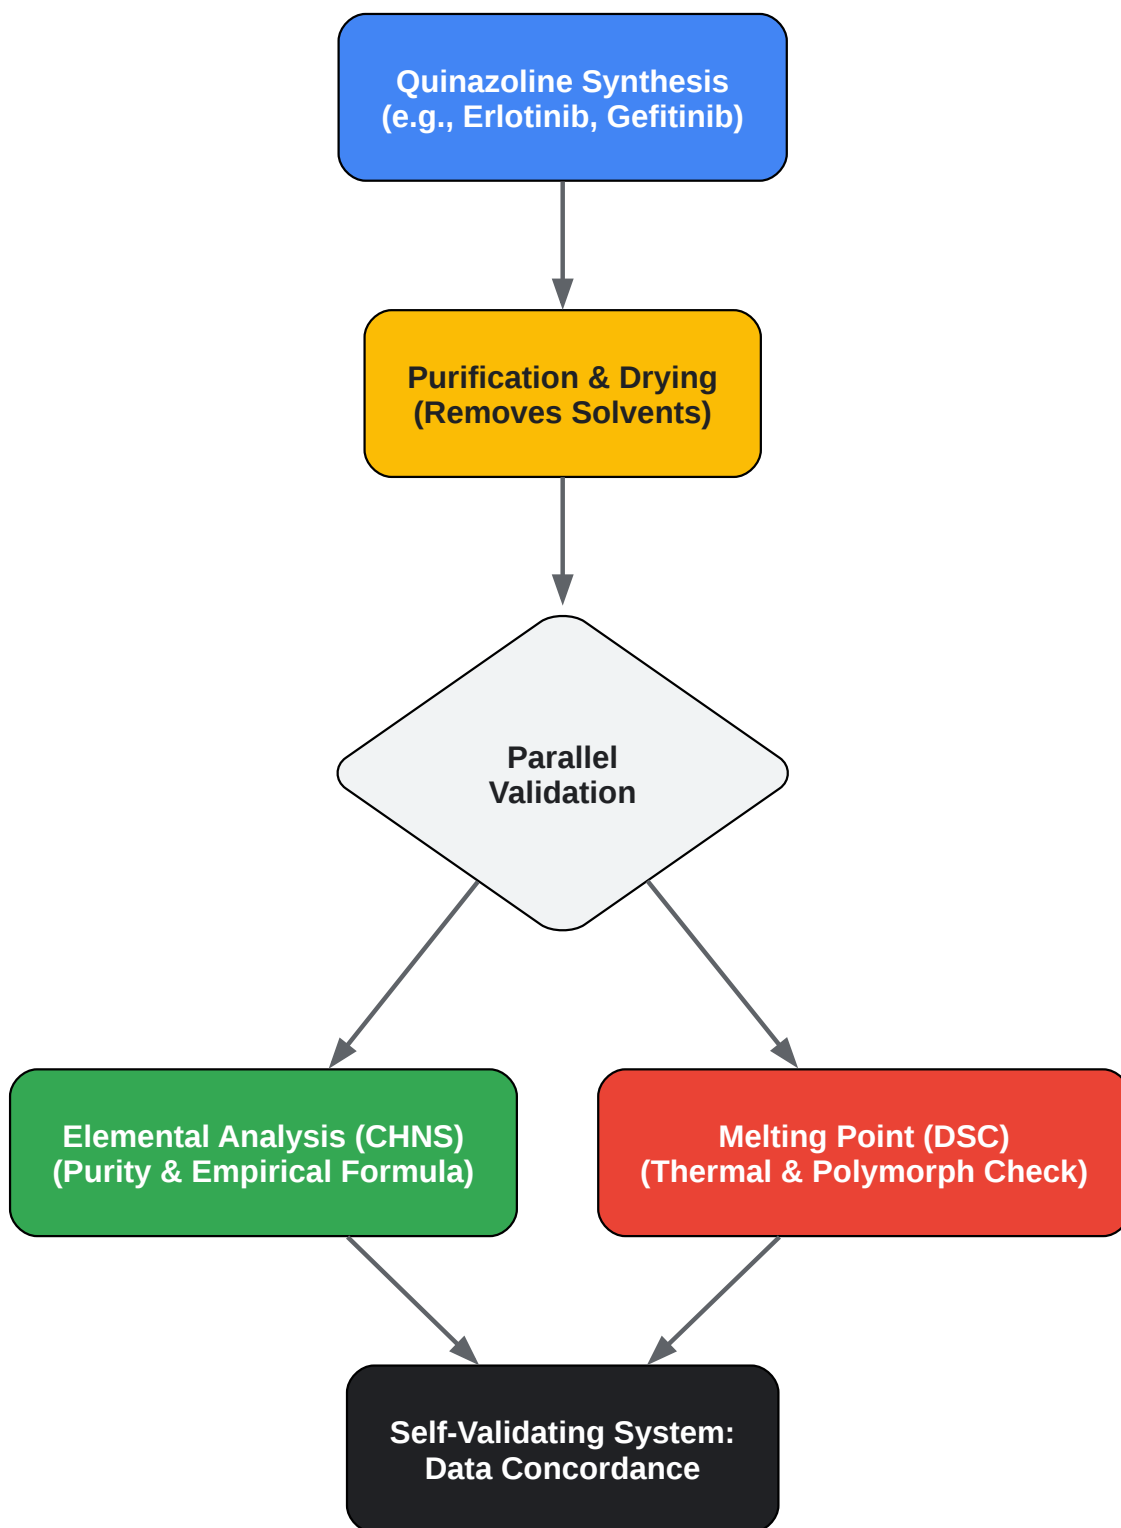 Quinazoline Synthesis
(e.g., Erlotinib, Gefitinib)
Purification & Drying
(Removes Solvents)
Parallel
Validation
Elemental Analysis (CHNS)
(Purity & Empirical Formula)
Melting Point (DSC)
(Thermal & Polymorph Check)
Self-Validating System:
Data Concordance